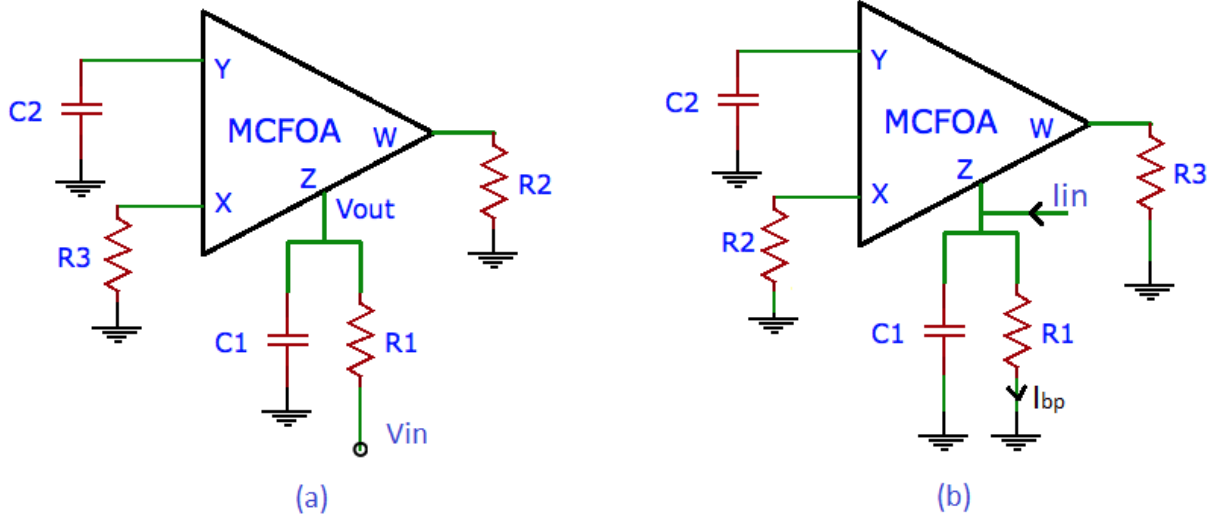 Y
C2
MCFOA
W
Z
X
Vout
R2
R3
C1
R1
Vin
(a)
Y
C2
MCFOA
W
Z
X
Iin
R3
R2
C1
R1
Ibp
(b)